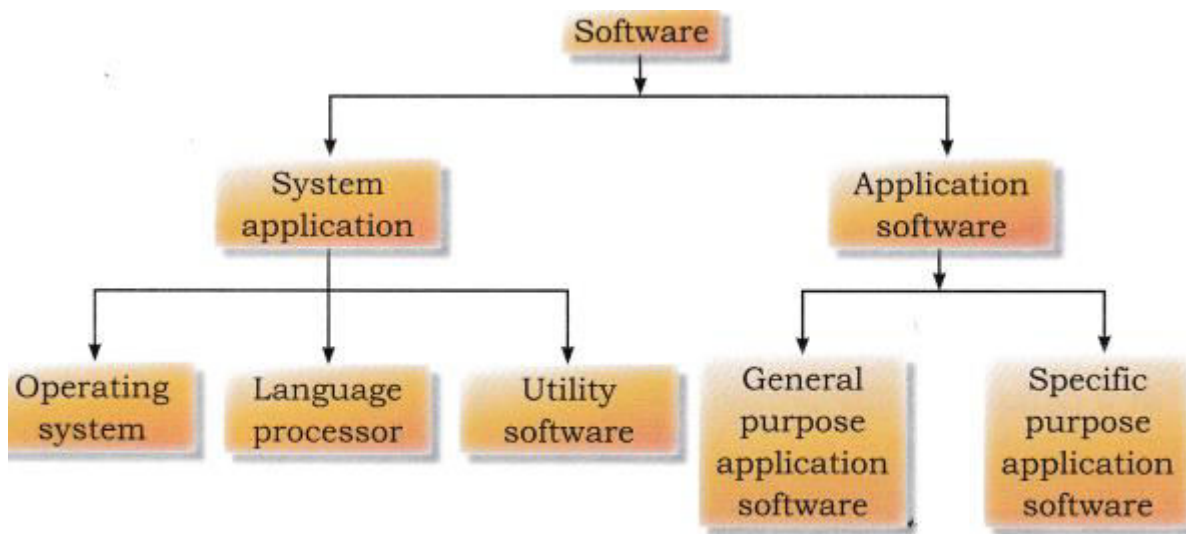 Software
System
application
Application
software
Operating
system
Language
processor
Utility
software
General
purpose
application
software
Specific
purpose
application
software